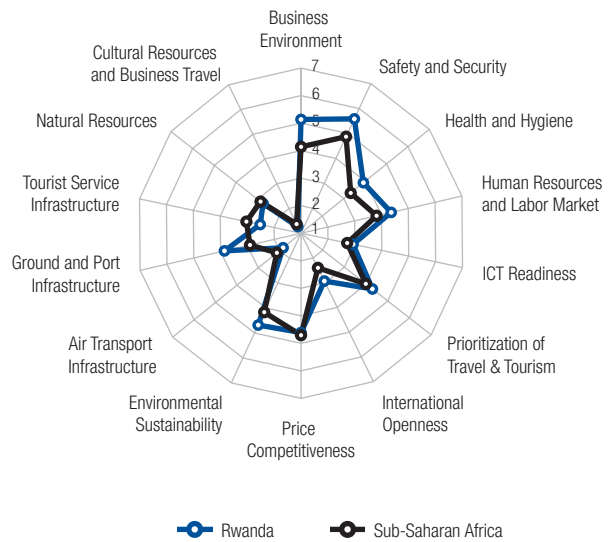 Business
Environment
Cultural Resources
and Business Travel
Safety and Security
Natural Resources
Health and Hygiene
Tourist Service
Infrastructure
Human Resources
and Labor Market
Ground and Port
Infrastructure
ICT Readiness
Air Transport
Infrastructure
Prioritization of
Travel & Tourism
Environmental
Sustainability
International
Openness
Price
Competitiveness
7
6
5
4
3
2
1
Rwanda
Sub-Saharan Africa